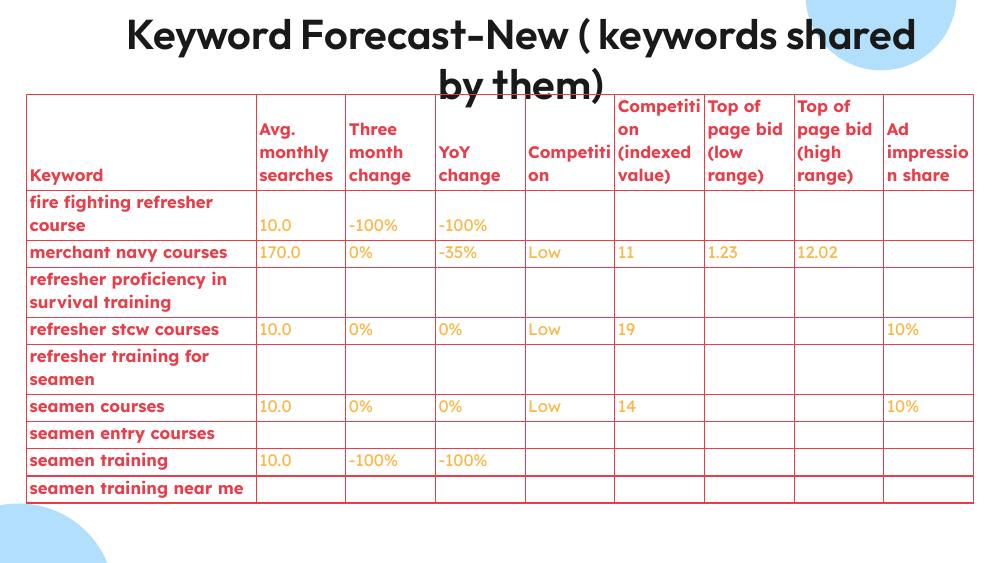 Keyword Forecast-New ( keywords shared
by them)
Keyword
Avg.
monthly
searches
Three
month
change
YoY
change
Competiti
on
Competiti
on
(indexed
value)
Top of
page bid
(low
range)
Top of
page bid
(high
range)
Ad
impressio
n share
fire fighting refresher
course 10.0 -100% -100%
merchant navy courses 170.0 0% -35% Low 11 1.23 12.02
refresher proficiency in
survival training
refresher stcw courses 10.0 0% 0% Low 19 10%
refresher training for
seamen
seamen courses 10.0 0% 0% Low 14 10%
seamen entry courses
seamen training 10.0 -100% -100%
seamen training near me